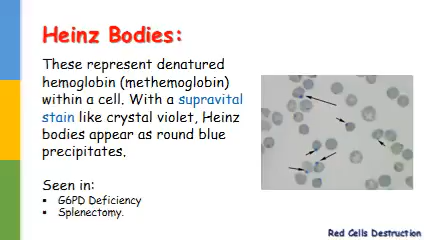 Heinz Bodies:
These represent denatured
hemoglobin (methemoglobin)
within a cell. With a supravital
stain like crystal violet, Heinz
bodies appear as round blue
precipitates.
Seen in:
▪ G6PD Deficiency
▪ Splenectomy.
Red Cells Destruction